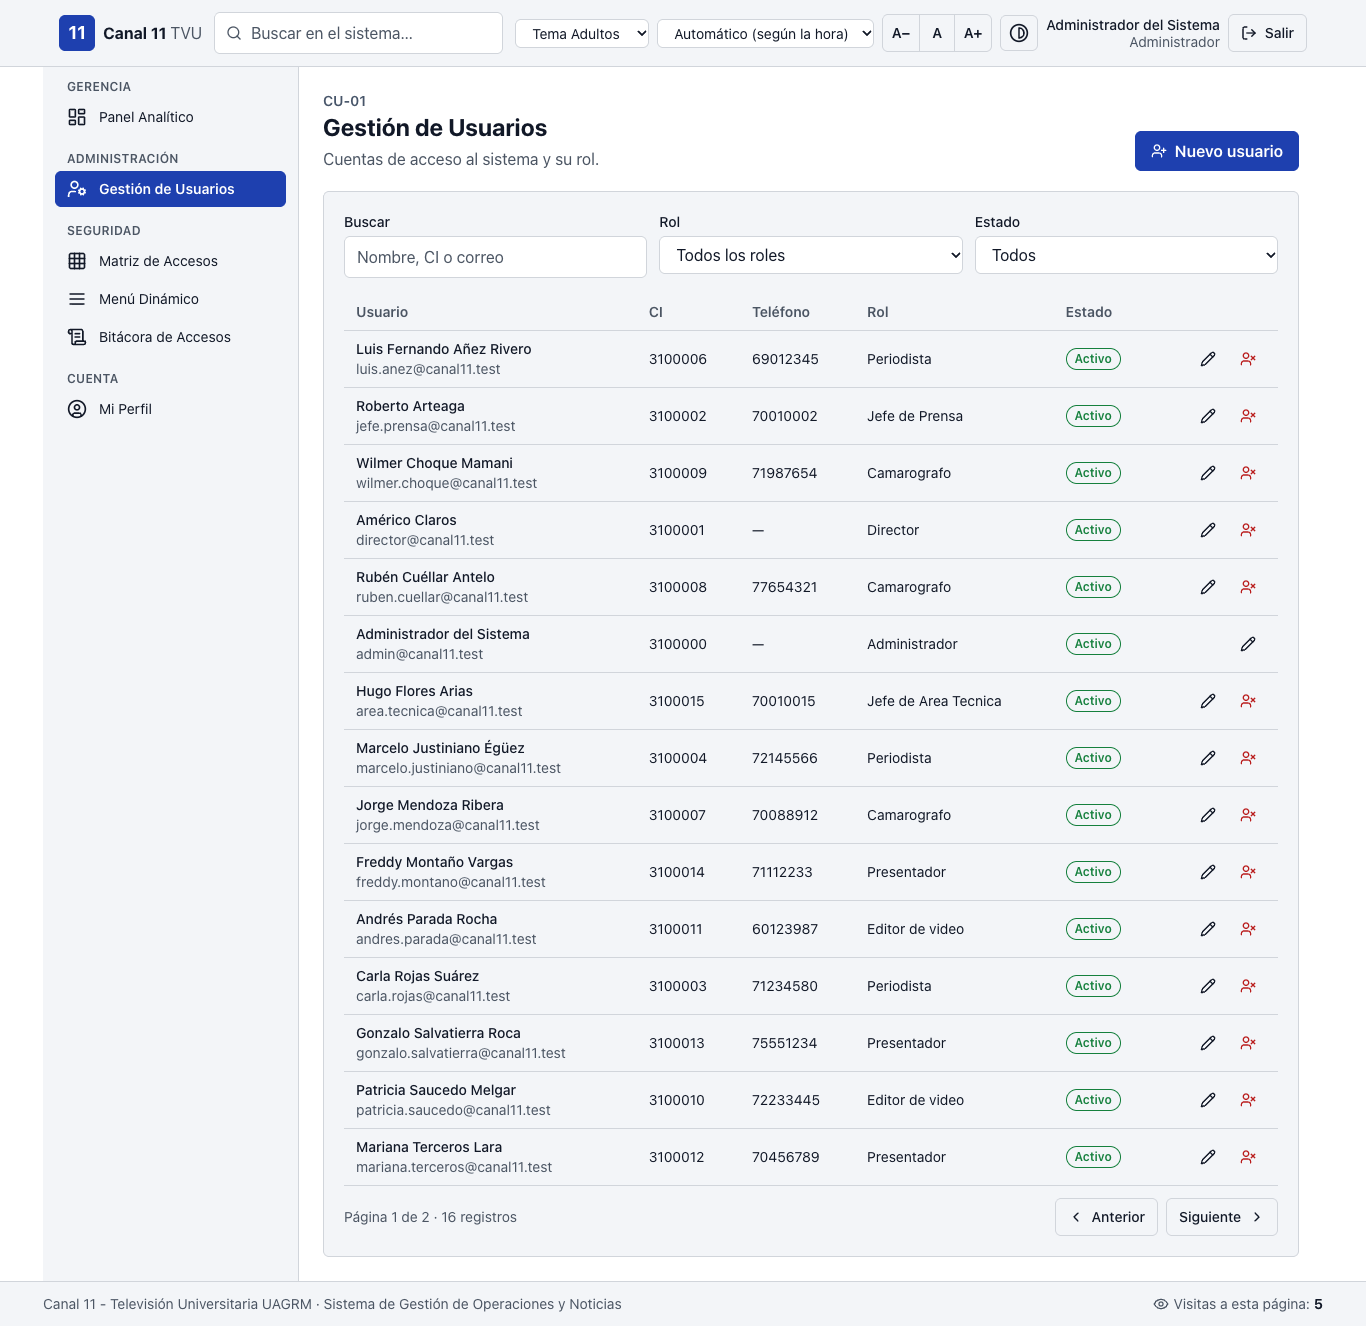 11 Canal 11 TVU Buscar en el sistema... Tema Adultos Automático (según la hora) A− A A+ Administrador del Sistema Administrador Salir
GERENCIA
Panel Analítico
ADMINISTRACIÓN
Gestión de Usuarios
SEGURIDAD
Matriz de Accesos
Menú Dinámico
Bitácora de Accesos
CUENTA
Mi Perfil
CU-01
Gestión de Usuarios
Cuentas de acceso al sistema y su rol.
Nuevo usuario
Buscar Rol Estado
Nombre, CI o correo Todos los roles Todos
Usuario CI Teléfono Rol Estado
Luis Fernando Añez Rivero
luis.anez@canal11.test 3100006 69012345 Periodista Activo
Roberto Arteaga
jefe.prensa@canal11.test 3100002 70010002 Jefe de Prensa Activo
Wilmer Choque Mamani
wilmer.choque@canal11.test 3100009 71987654 Camarografo Activo
Américo Claros
director@canal11.test 3100001 — Director Activo
Rubén Cuéllar Antelo
ruben.cuellar@canal11.test 3100008 77654321 Camarografo Activo
Administrador del Sistema
admin@canal11.test 3100000 — Administrador Activo
Hugo Flores Arias
area.tecnica@canal11.test 3100015 70010015 Jefe de Area Tecnica Activo
Marcelo Justiniano Égüez
marcelo.justiniano@canal11.test 3100004 72145566 Periodista Activo
Jorge Mendoza Ribera
jorge.mendoza@canal11.test 3100007 70088912 Camarografo Activo
Freddy Montaño Vargas
freddy.montano@canal11.test 3100014 71112233 Presentador Activo
Andrés Parada Rocha
andres.parada@canal11.test 3100011 60123987 Editor de video Activo
Carla Rojas Suárez
carla.rojas@canal11.test 3100003 71234580 Periodista Activo
Gonzalo Salvatierra Roca
gonzalo.salvatierra@canal11.test 3100013 75551234 Presentador Activo
Patricia Saucedo Melgar
patricia.saucedo@canal11.test 3100010 72233445 Editor de video Activo
Mariana Terceros Lara
mariana.terceros@canal11.test 3100012 70456789 Presentador Activo
Página 1 de 2 · 16 registros Anterior Siguiente
Canal 11 - Televisión Universitaria UAGRM · Sistema de Gestión de Operaciones y Noticias Visitas a esta página: 5